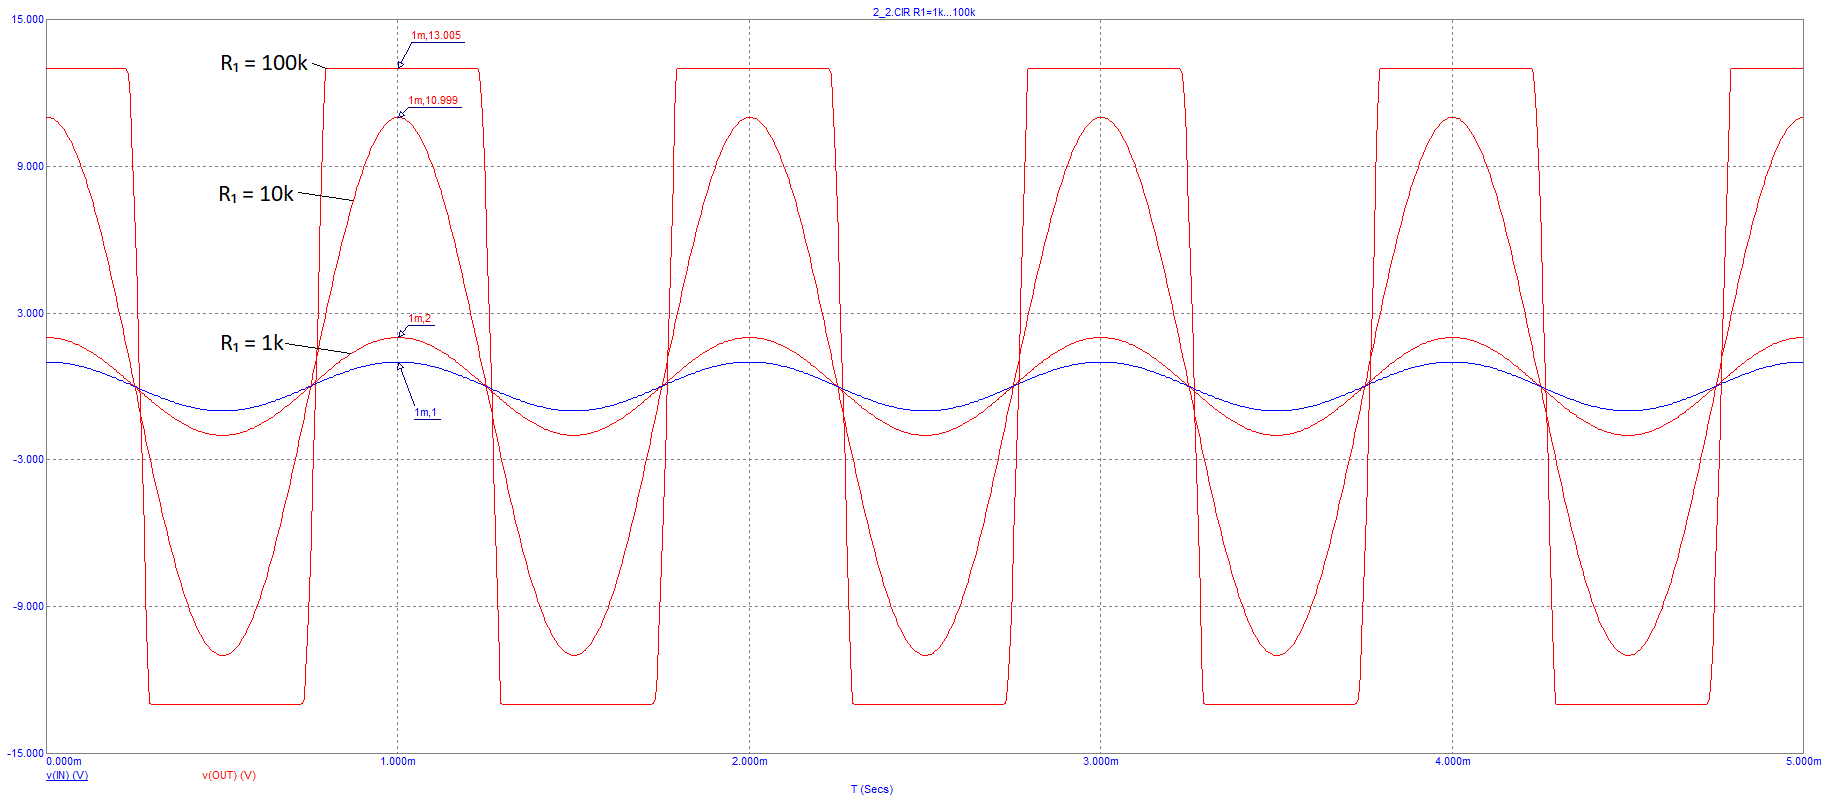 2_2.CIR R1=1k...100k
15.000
1m,13.005
R₁ = 100k
1m,10.999
9.000
R₁ = 10k
3.000
1m,2
R₁ = 1k
1m,1
-3.000
-9.000
-15.000
0.000m 1.000m 2.000m 3.000m 4.000m 5.000m
v(IN) (V) v(OUT) (V)
T (Secs)